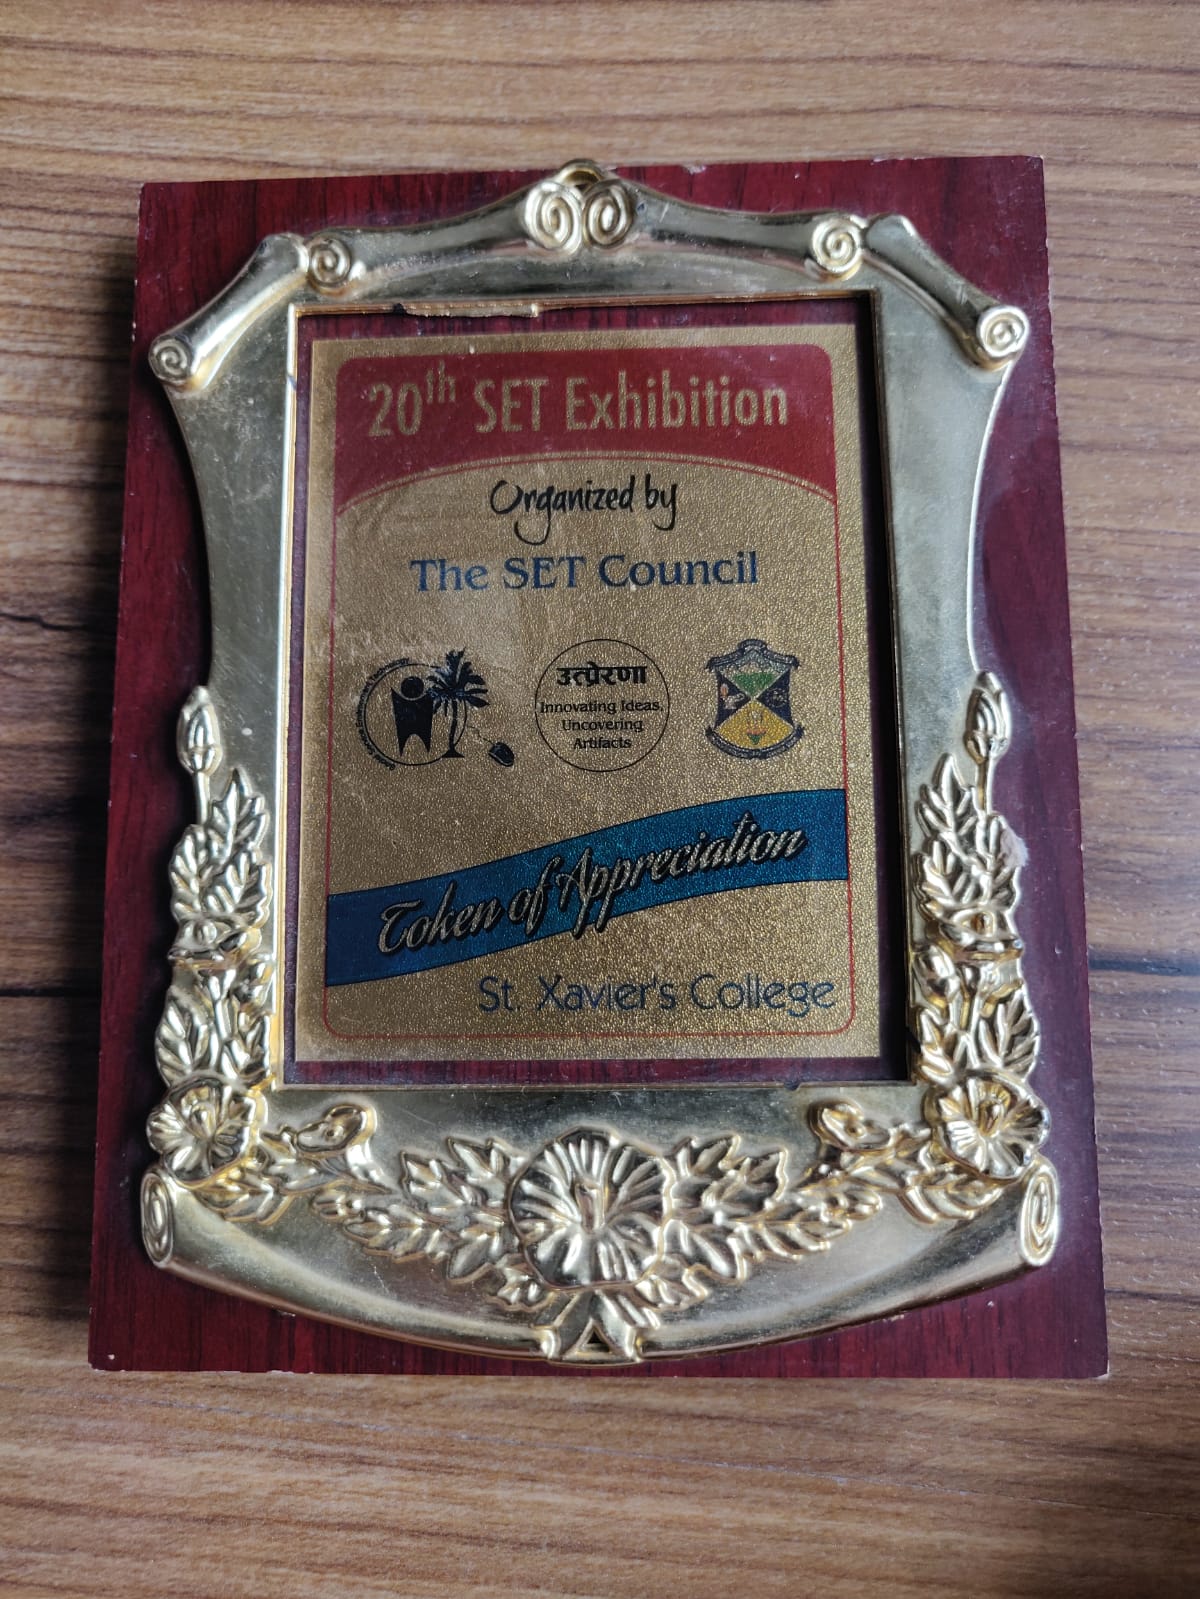 20th SET Exhibition
Organized by
The SET Council
उत्प्रेरणा
Innovating Ideas,
Uncovering
Artifacts
Token of Appreciation
St. Xavier's College